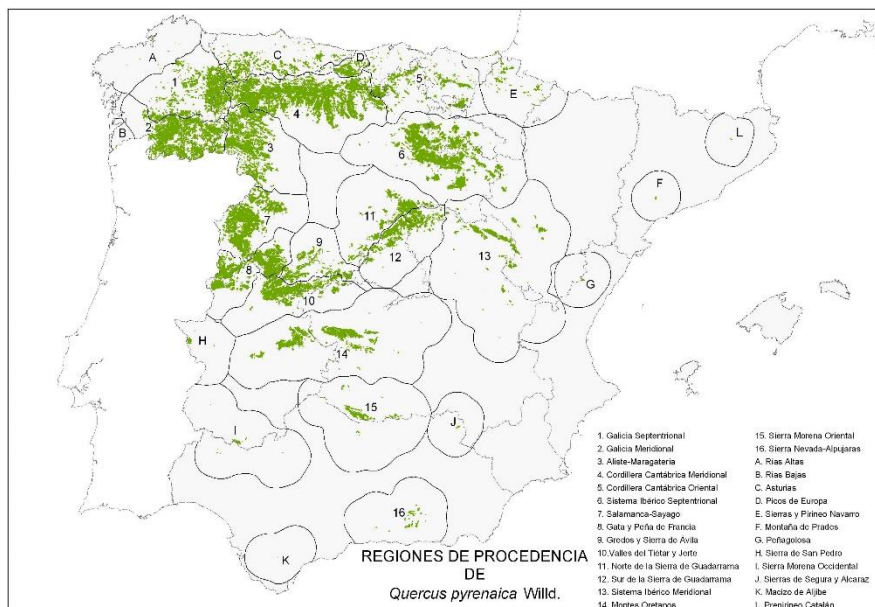 A
C
D
1
5
E
4
B
2
3
6
L
F
7
11
9
12
8
13
10
G
H
14
15
J
I
16
K
REGIONES DE PROCEDENCIA
DE
Quercus pyrenaica Willd.
1. Galicia Septentrional
2. Galicia Meridional
3. Aliste-Maragatería
4. Cordillera Cantábrica Meridional
5. Cordillera Cantábrica Oriental
6. Sistema Ibérico Septentrional
7. Salamanca-Sayago
8. Gata y Peña de Francia
9. Gredos y Sierra de Ávila
10.Valles del Tiétar y Jerte
11. Norte de la Sierra de Guadarrama
12. Sur de la Sierra de Guadarrama
13. Sistema Ibérico Meridional
14. Montes Oretanos
15. Sierra Morena Oriental
16. Sierra Nevada-Alpujaras
A. Rias Altas
B. Rias Bajas
C. Asturias
D. Picos de Europa
E. Sierras y Pirineo Navarro
F. Montaña de Prades
G. Peñagolosa
H. Sierra de San Pedro
I. Sierra Morena Occidental
J. Sierras de Segura y Alcaraz
K. Macizo de Aljibe
L. Prepirineo Catalán